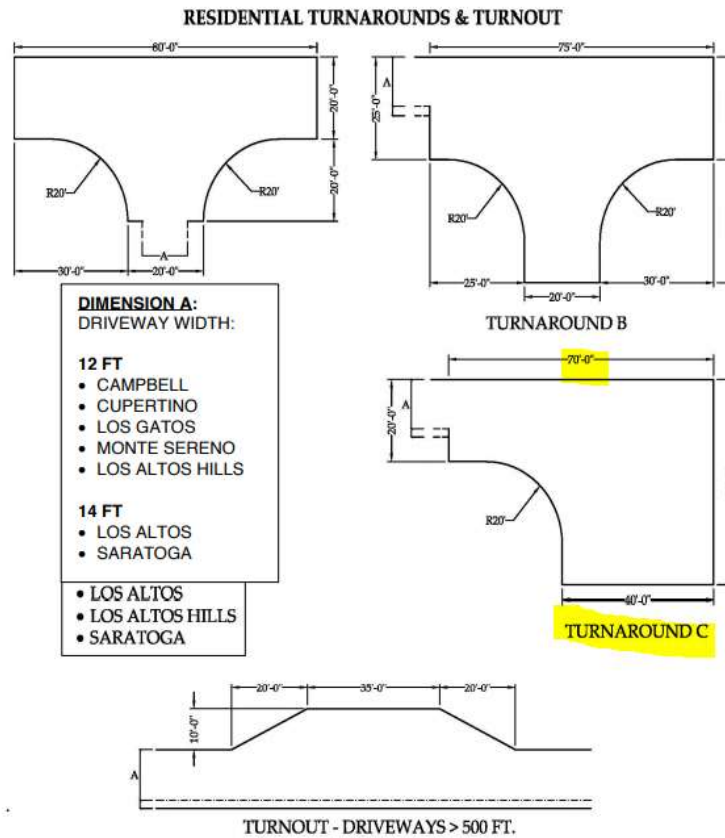 RESIDENTIAL TURNAROUNDS & TURNOUT
80'-0"
20'-0"
20'-0"
R20'
R20'
A
30'-0"
20'-0"
75'-0"
A
25'-0"
R20'
R20'
25'-0"
30'-0"
20'-0"
TURNAROUND B
DIMENSION A:
DRIVEWAY WIDTH:
12 FT
• CAMPBELL
• CUPERTINO
• LOS GATOS
• MONTE SERENO
• LOS ALTOS HILLS
14 FT
• LOS ALTOS
• SARATOGA
• LOS ALTOS
• LOS ALTOS HILLS
• SARATOGA
70'-0"
A
20'-0"
R20'
40'-0"
TURNAROUND C
20'-0"
35'-0"
20'-0"
10'-0"
A
TURNOUT - DRIVEWAYS > 500 FT.